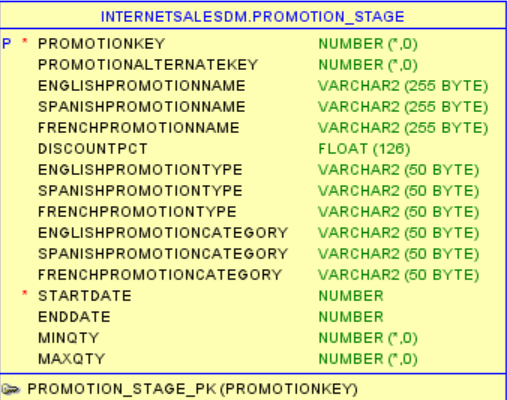 INTERNETSALESDM.PROMOTION_STAGE
P * PROMOTIONKEY NUMBER (*,0)
PROMOTIONALTERNATEKEY NUMBER (*,0)
ENGLISHPROMOTIONNAME VARCHAR2 (255 BYTE)
SPANISHPROMOTIONNAME VARCHAR2 (255 BYTE)
FRENCHPROMOTIONNAME VARCHAR2 (255 BYTE)
DISCOUNTPCT FLOAT (126)
ENGLISHPROMOTIONTYPE VARCHAR2 (50 BYTE)
SPANISHPROMOTIONTYPE VARCHAR2 (50 BYTE)
FRENCHPROMOTIONTYPE VARCHAR2 (50 BYTE)
ENGLISHPROMOTIONCATEGORY VARCHAR2 (50 BYTE)
SPANISHPROMOTIONCATEGORY VARCHAR2 (50 BYTE)
FRENCHPROMOTIONCATEGORY VARCHAR2 (50 BYTE)
* STARTDATE NUMBER
ENDDATE NUMBER
MINQTY NUMBER (*,0)
MAXQTY NUMBER (*,0)
PROMOTION_STAGE_PK (PROMOTIONKEY)